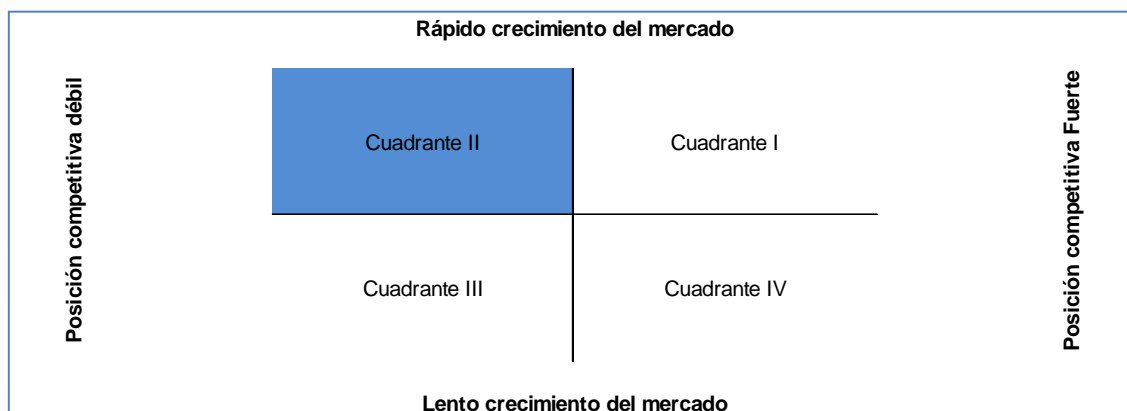 Rápido crecimiento del mercado
Posición competitiva débil
Cuadrante II
Cuadrante I
Posición competitiva Fuerte
Cuadrante III
Cuadrante IV
Lento crecimiento del mercado